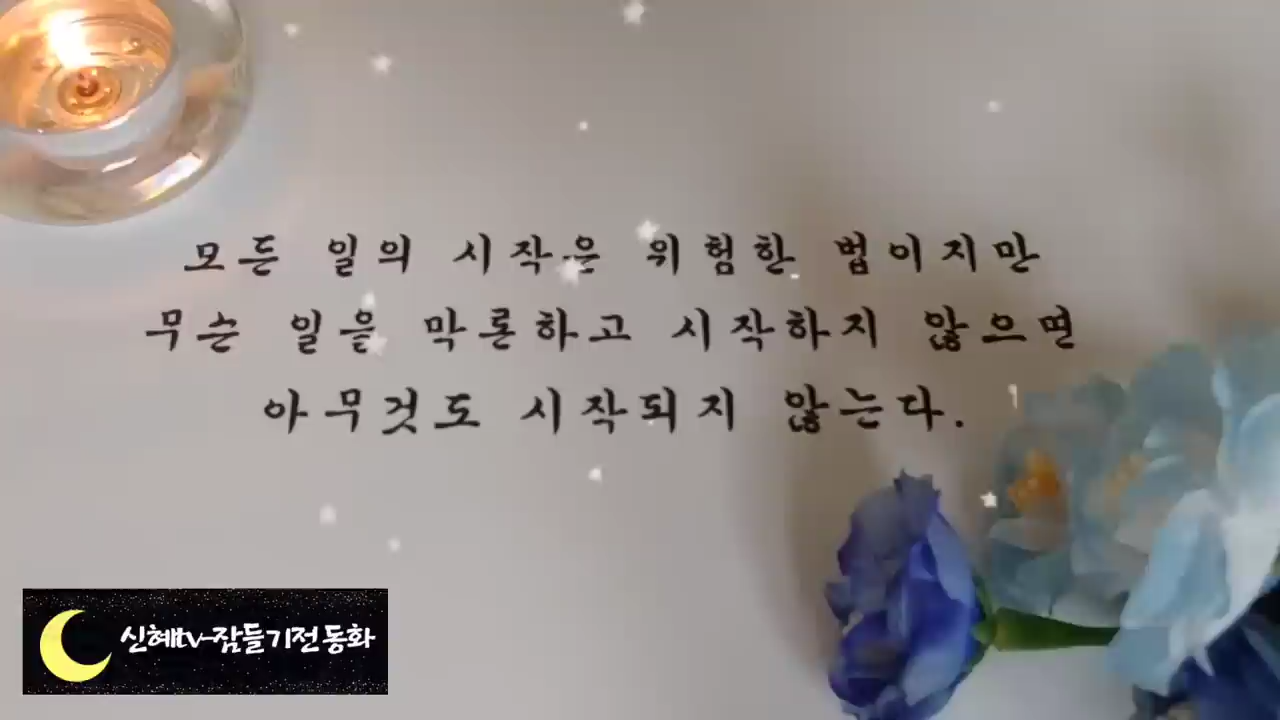 모든 일의 시작은 위험한 법이지만
무슨 일을 막론하고 시작하지 않으면
아무것도 시작되지 않는다.
신혜tv-잠들기전동화